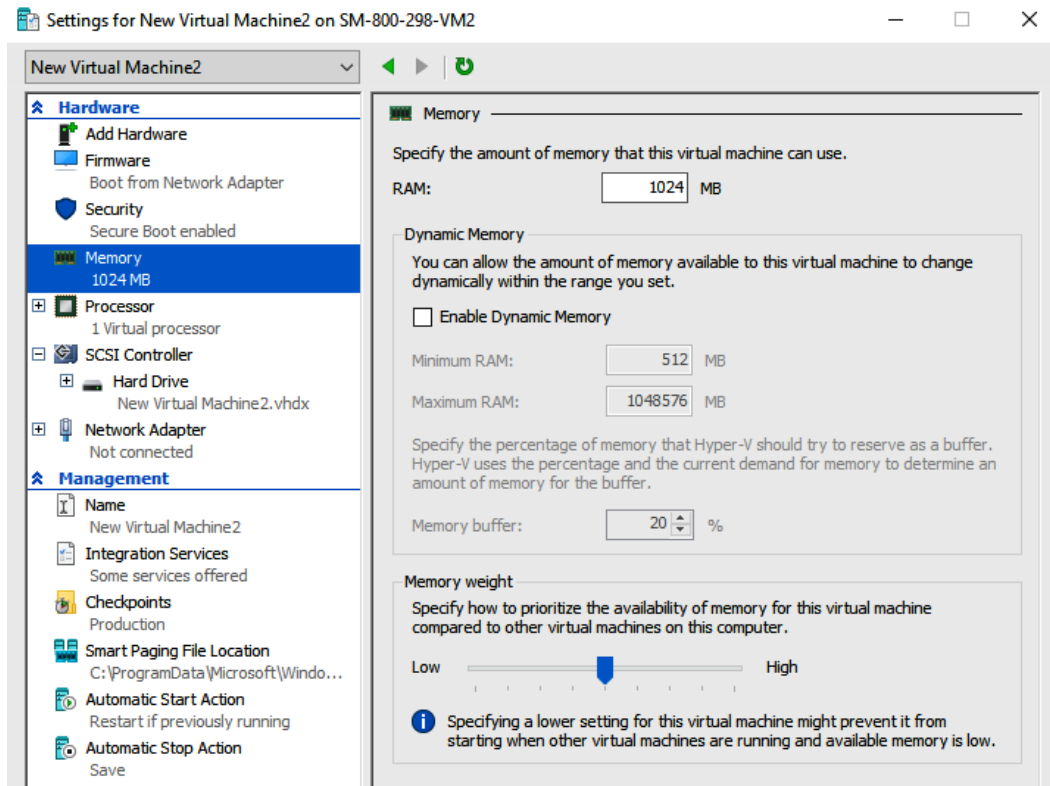 Settings for New Virtual Machine2 on SM-800-298-VM2
New Virtual Machine2
Hardware
Add Hardware
Firmware
Boot from Network Adapter
Security
Secure Boot enabled
Memory
1024 MB
Processor
1 Virtual processor
SCSI Controller
Hard Drive
New Virtual Machine2.vhdx
Network Adapter
Not connected
Management
Name
New Virtual Machine2
Integration Services
Some services offered
Checkpoints
Production
Smart Paging File Location
C:\ProgramData\Microsoft\Windo...
Automatic Start Action
Restart if previously running
Automatic Stop Action
Save
Memory
Specify the amount of memory that this virtual machine can use.
RAM: 1024 MB
Dynamic Memory
You can allow the amount of memory available to this virtual machine to change
dynamically within the range you set.
Enable Dynamic Memory
Minimum RAM: 512 MB
Maximum RAM: 1048576 MB
Specify the percentage of memory that Hyper-V should try to reserve as a buffer.
Hyper-V uses the percentage and the current demand for memory to determine an
amount of memory for the buffer.
Memory buffer: 20 %
Memory weight
Specify how to prioritize the availability of memory for this virtual machine
compared to other virtual machines on this computer.
Low High
Specifying a lower setting for this virtual machine might prevent it from
starting when other virtual machines are running and available memory is low.